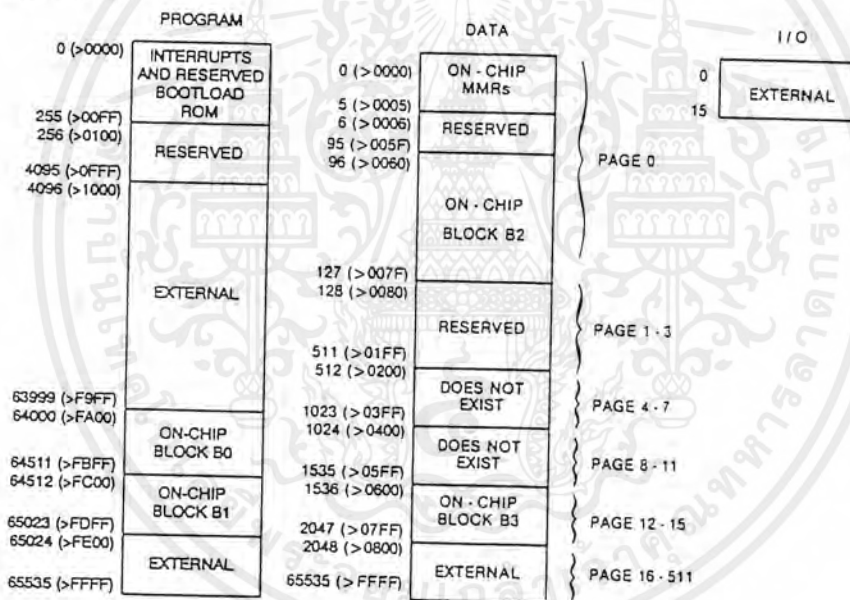 PROGRAM
0 (>0000)
INTERRUPTS
AND RESERVED
BOOTLOAD
ROM
255 (>00FF)
256 (>0100)
RESERVED
4095 (>0FFF)
4096 (>1000)
EXTERNAL
63999 (>F9FF)
64000 (>FA00)
ON-CHIP
BLOCK B0
64511 (>FBFF)
64512 (>FC00)
ON-CHIP
BLOCK B1
65023 (>FDFF)
65024 (>FE00)
EXTERNAL
65535 (>FFFF)
DATA
0 (>0000)
ON - CHIP
MMRs
5 (>0005)
6 (>0006)
RESERVED
95 (>005F)
96 (>0060)
ON - CHIP
BLOCK B2
127 (>007F)
PAGE 0
128 (>0080)
RESERVED
511 (>01FF)
PAGE 1 - 3
512 (>0200)
DOES NOT
EXIST
1023 (>03FF)
PAGE 4 - 7
1024 (>0400)
DOES NOT
EXIST
1535 (>05FF)
PAGE 8 - 11
1536 (>0600)
ON - CHIP
BLOCK B3
2047 (>07FF)
PAGE 12 - 15
2048 (>0800)
EXTERNAL
65535 (>FFFF)
PAGE 16 - 511
I/O
0
EXTERNAL
15